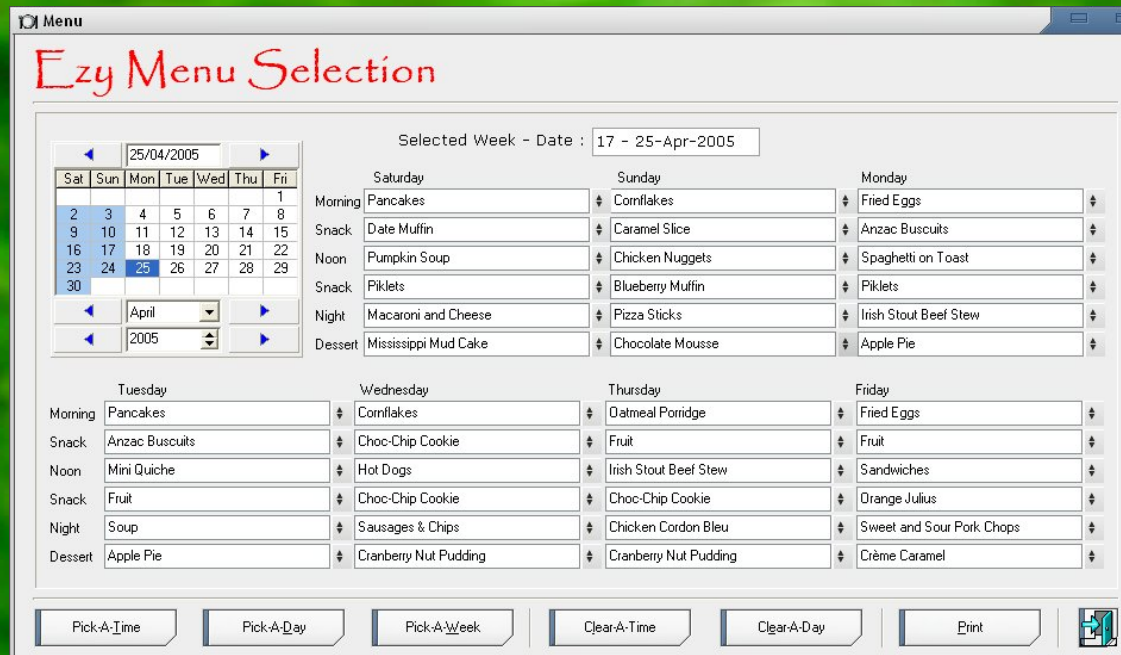 Menu
Ezy Menu Selection
Selected Week - Date : 17 - 25-Apr-2005
25/04/2005
Sat Sun Mon Tue Wed Thu Fri
1
2 3 4 5 6 7 8
9 10 11 12 13 14 15
16 17 18 19 20 21 22
23 24 25 26 27 28 29
30
April
2005
Saturday Sunday Monday
Morning Pancakes Cornflakes Fried Eggs
Snack Date Muffin Caramel Slice Anzac Buscuits
Noon Pumpkin Soup Chicken Nuggets Spaghetti on Toast
Snack Piklets Blueberry Muffin Piklets
Night Macaroni and Cheese Pizza Sticks Irish Stout Beef Stew
Dessert Mississippi Mud Cake Chocolate Mousse Apple Pie
Tuesday Wednesday Thursday Friday
Morning Pancakes Cornflakes Oatmeal Porridge Fried Eggs
Snack Anzac Buscuits Choc-Chip Cookie Fruit Fruit
Noon Mini Quiche Hot Dogs Irish Stout Beef Stew Sandwiches
Snack Fruit Choc-Chip Cookie Choc-Chip Cookie Orange Julius
Night Soup Sausages & Chips Chicken Cordon Bleu Sweet and Sour Pork Chops
Dessert Apple Pie Cranberry Nut Pudding Cranberry Nut Pudding Crème Caramel
Pick-A-Time Pick-A-Day Pick-A-Week Clear-A-Time Clear-A-Day Print